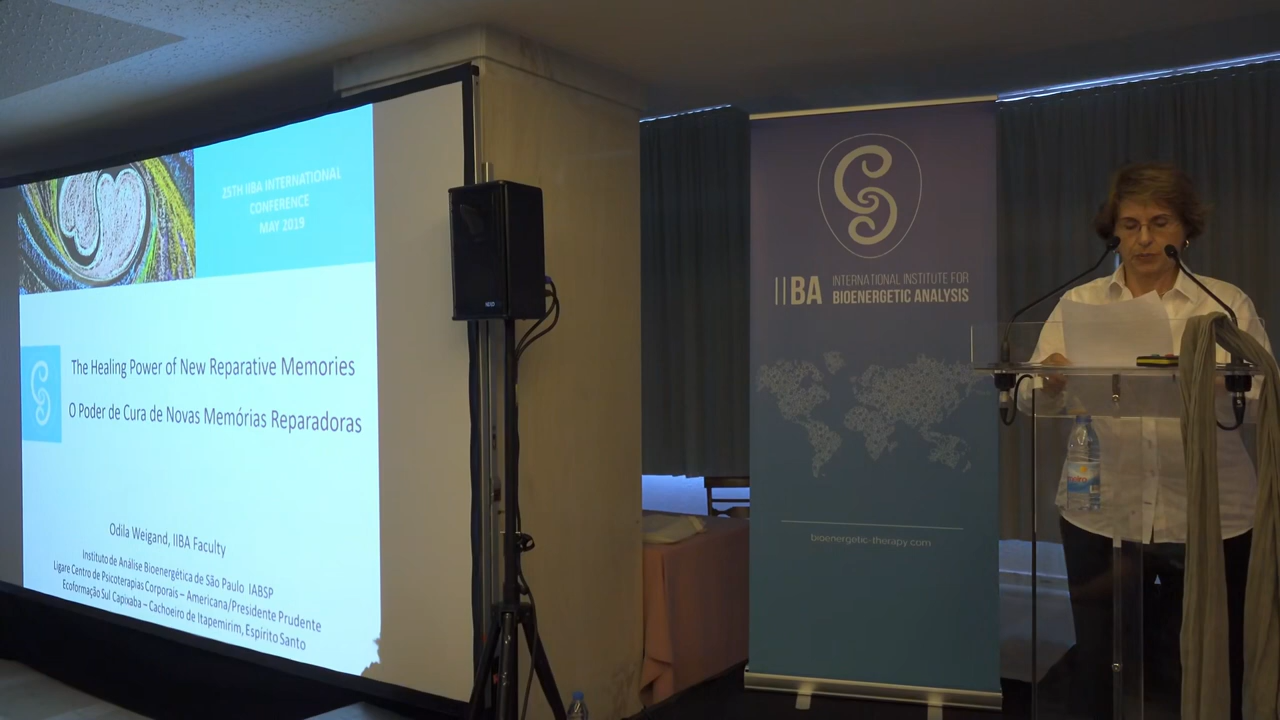 25TH IIBA INTERNATIONAL
CONFERENCE
MAY 2019
The Healing Power of New Reparative Memories
O Poder de Cura de Novas Memórias Reparadoras
Odila Weigand, IIBA Faculty
Instituto de Análise Bioenergética de São Paulo IABSP
Ligare Centro de Psicoterapias Corporais – Americana/Presidente Prudente
Ecoformação Sul Capixaba – Cachoeiro de Itapemirim, Espírito Santo
IIBA
INTERNATIONAL INSTITUTE FOR
BIOENERGETIC ANALYSIS
bioenergetic-therapy.com